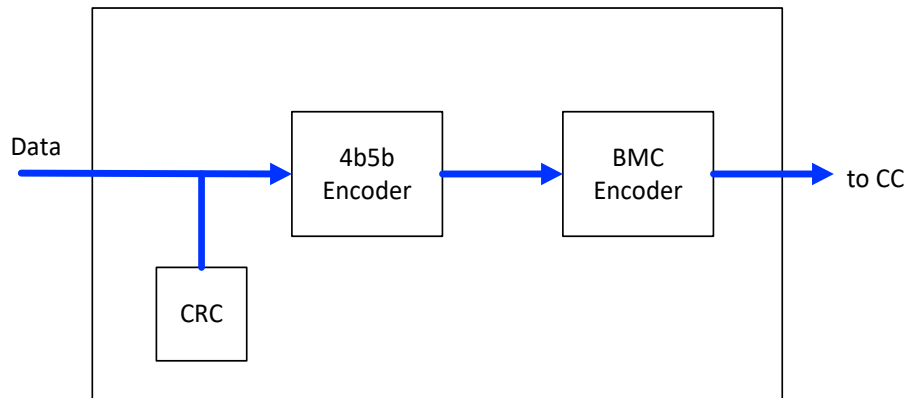 Data
4b5b
Encoder
BMC
Encoder
to CC
CRC